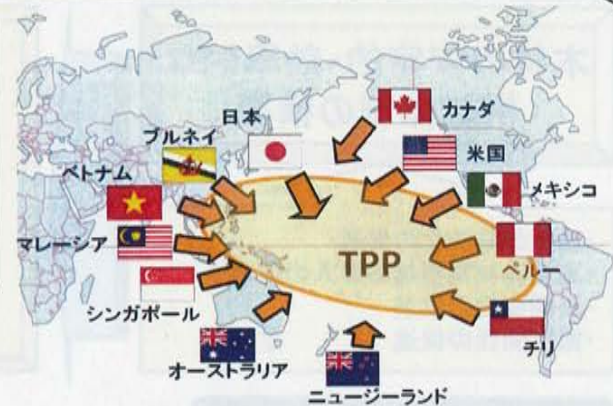 日本
カナダ
ブルネイ
米国
ベトナム
メキシコ
マレーシア
TPP
ペルー
シンガポール
チリ
オーストラリア
ニュージーランド